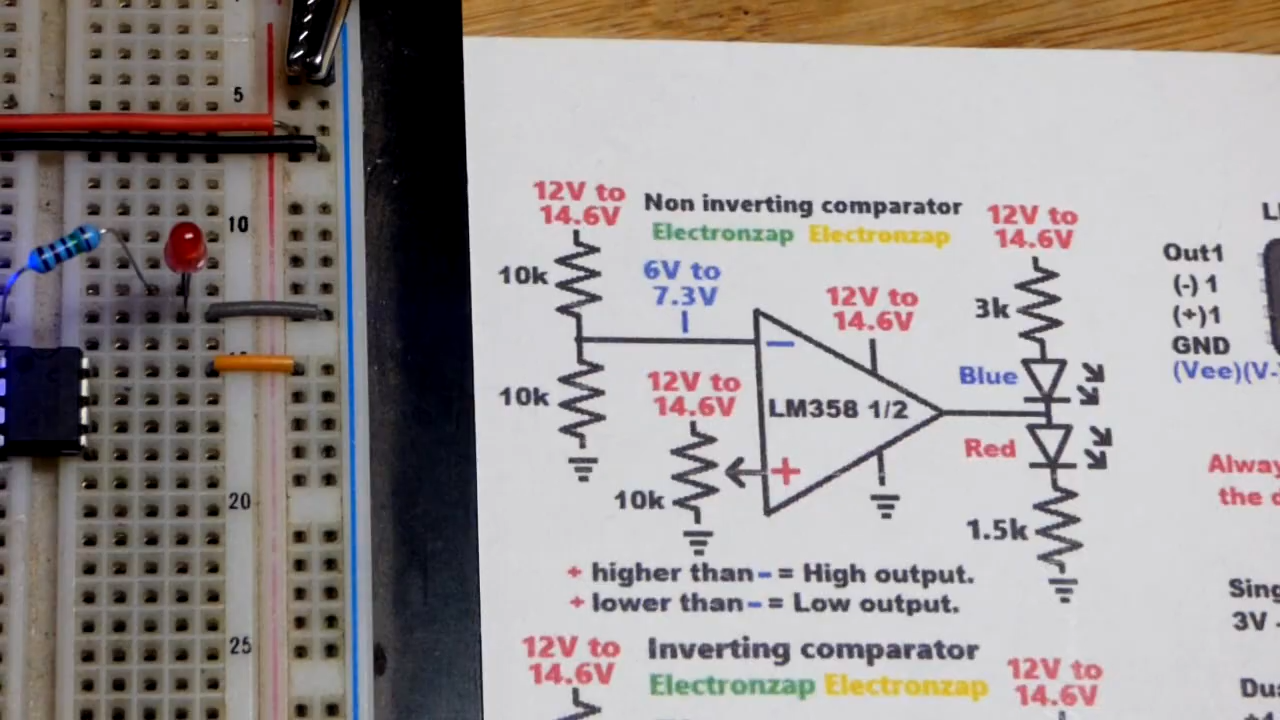 5
10
20
25
12V to
14.6V
Non inverting comparator
Electronzap Electronzap
10k
6V to
7.3V
12V to
14.6V
12V to
14.6V
3k
Blue
10k
12V to
14.6V
LM358 1/2
Red
10k
1.5k
+ higher than - = High output.
+ lower than - = Low output.
12V to
14.6V
Inverting comparator
Electronzap Electronzap
12V to
14.6V
Out1
(-) 1
(+)1
GND
(Vee)(V-
the
3V -